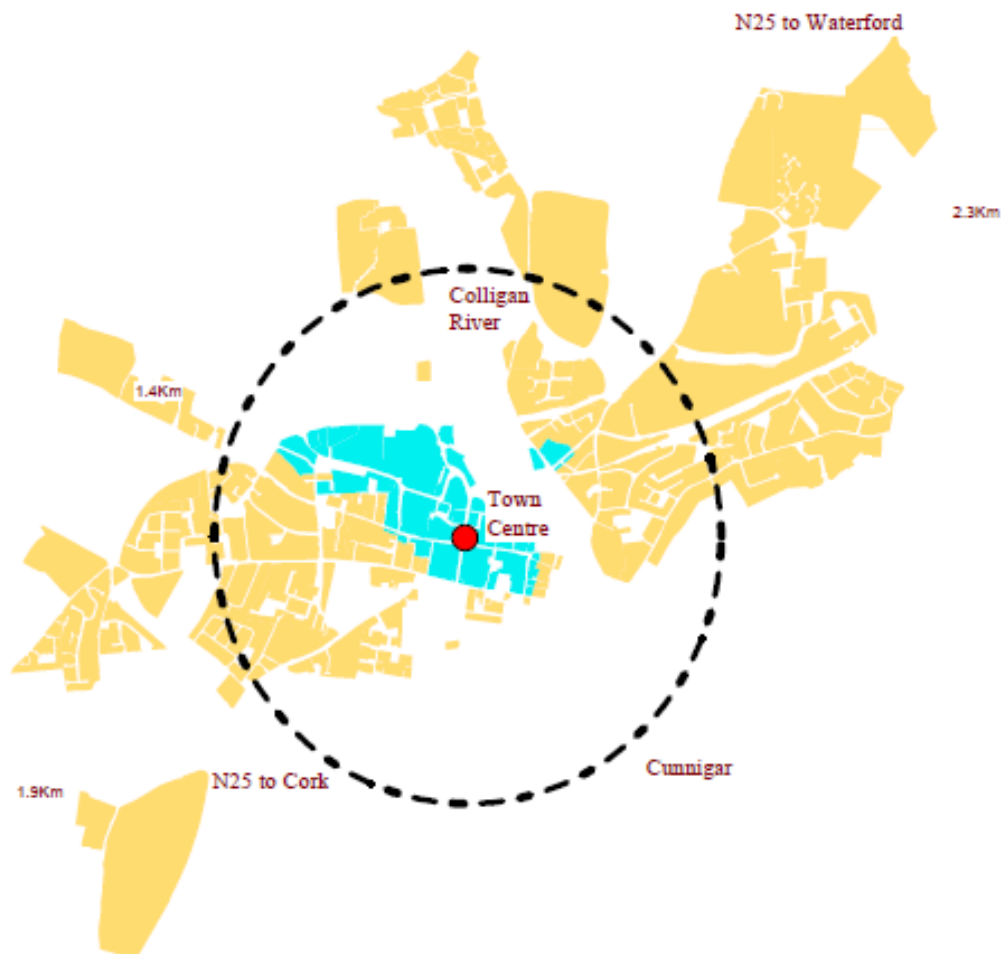 N25 to Waterford
2.3Km
Colligan
River
1.4Km
Town
Centre
Cunnigar
N25 to Cork
1.9Km